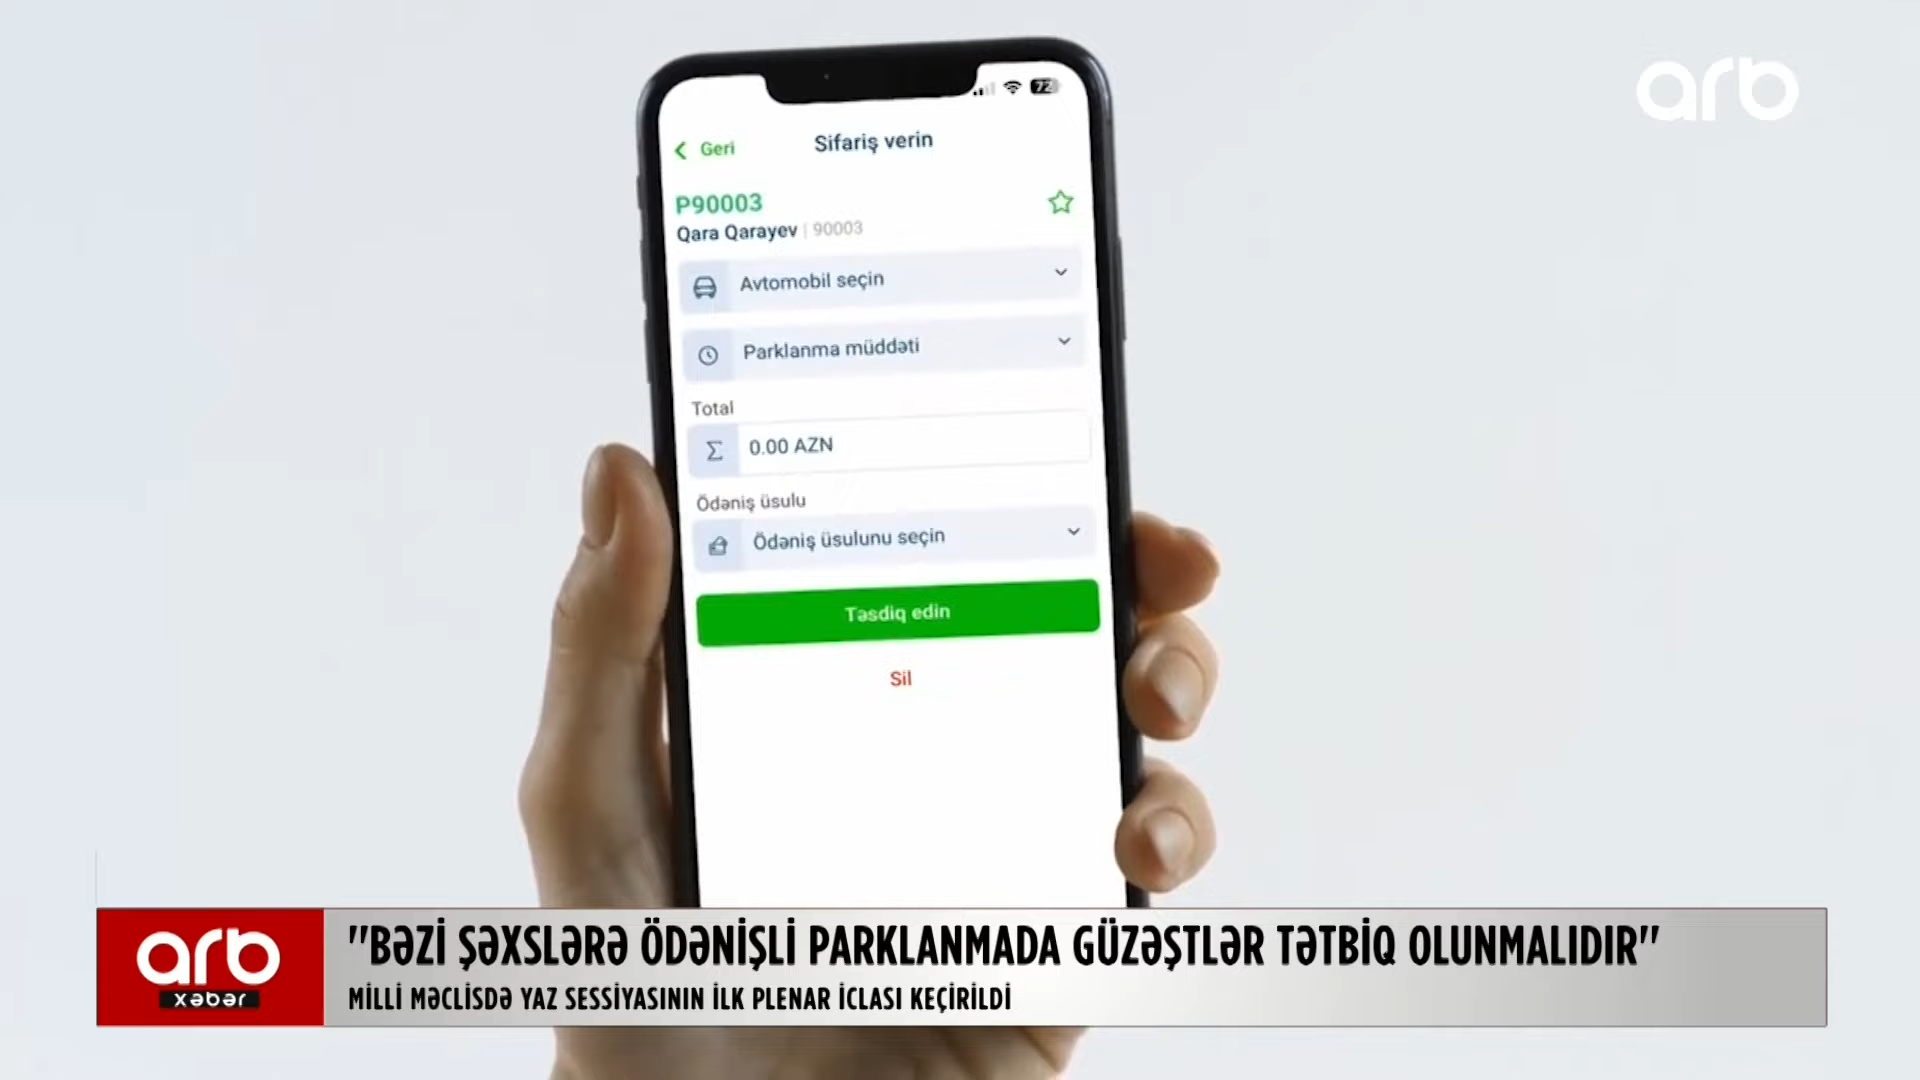 arb
72
Geri
Sifariş verin
P90003
Qara Qarayev | 90003
Avtomobil seçin
Parklanma müddəti
Total
Σ 0.00 AZN
Ödəniş üsulu
Ödəniş üsulunu seçin
Təsdiq edin
Sil
arb
xəbər
"BƏZİ ŞƏXSLƏRƏ ÖDƏNİŞLİ PARKLANMADA GÜZƏŞTLƏR TƏTBİQ OLUNMALIDIR"
MİLLİ MƏCLİSDƏ YAZ SESSİYASININ İLK PLENAR İCLASI KEÇİRİLDİ